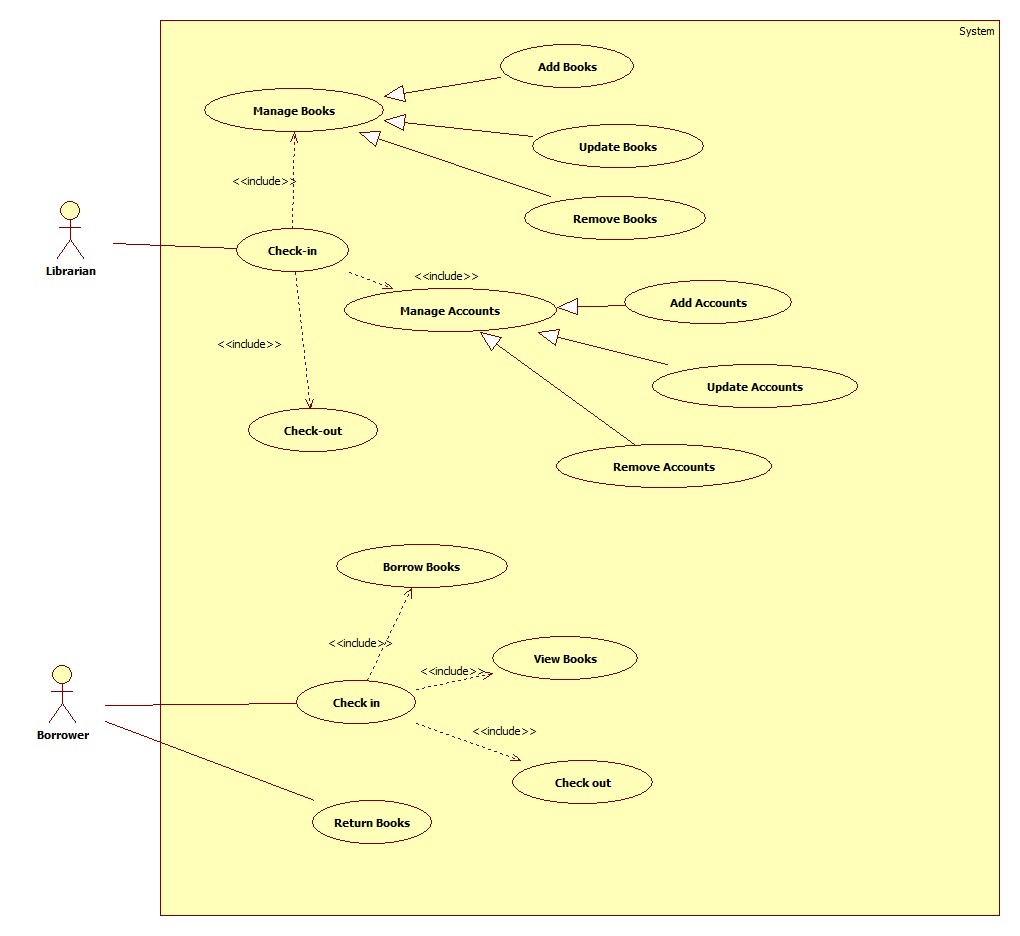 System
Add Books
Manage Books
Update Books
<<include>>
Remove Books
Librarian
Check-in
<<include>>
Manage Accounts
Add Accounts
<<include>>
Update Accounts
Check-out
Remove Accounts
Borrow Books
<<include>>
View Books
<<include>>
Check in
Borrower
<<include>>
Check out
Return Books